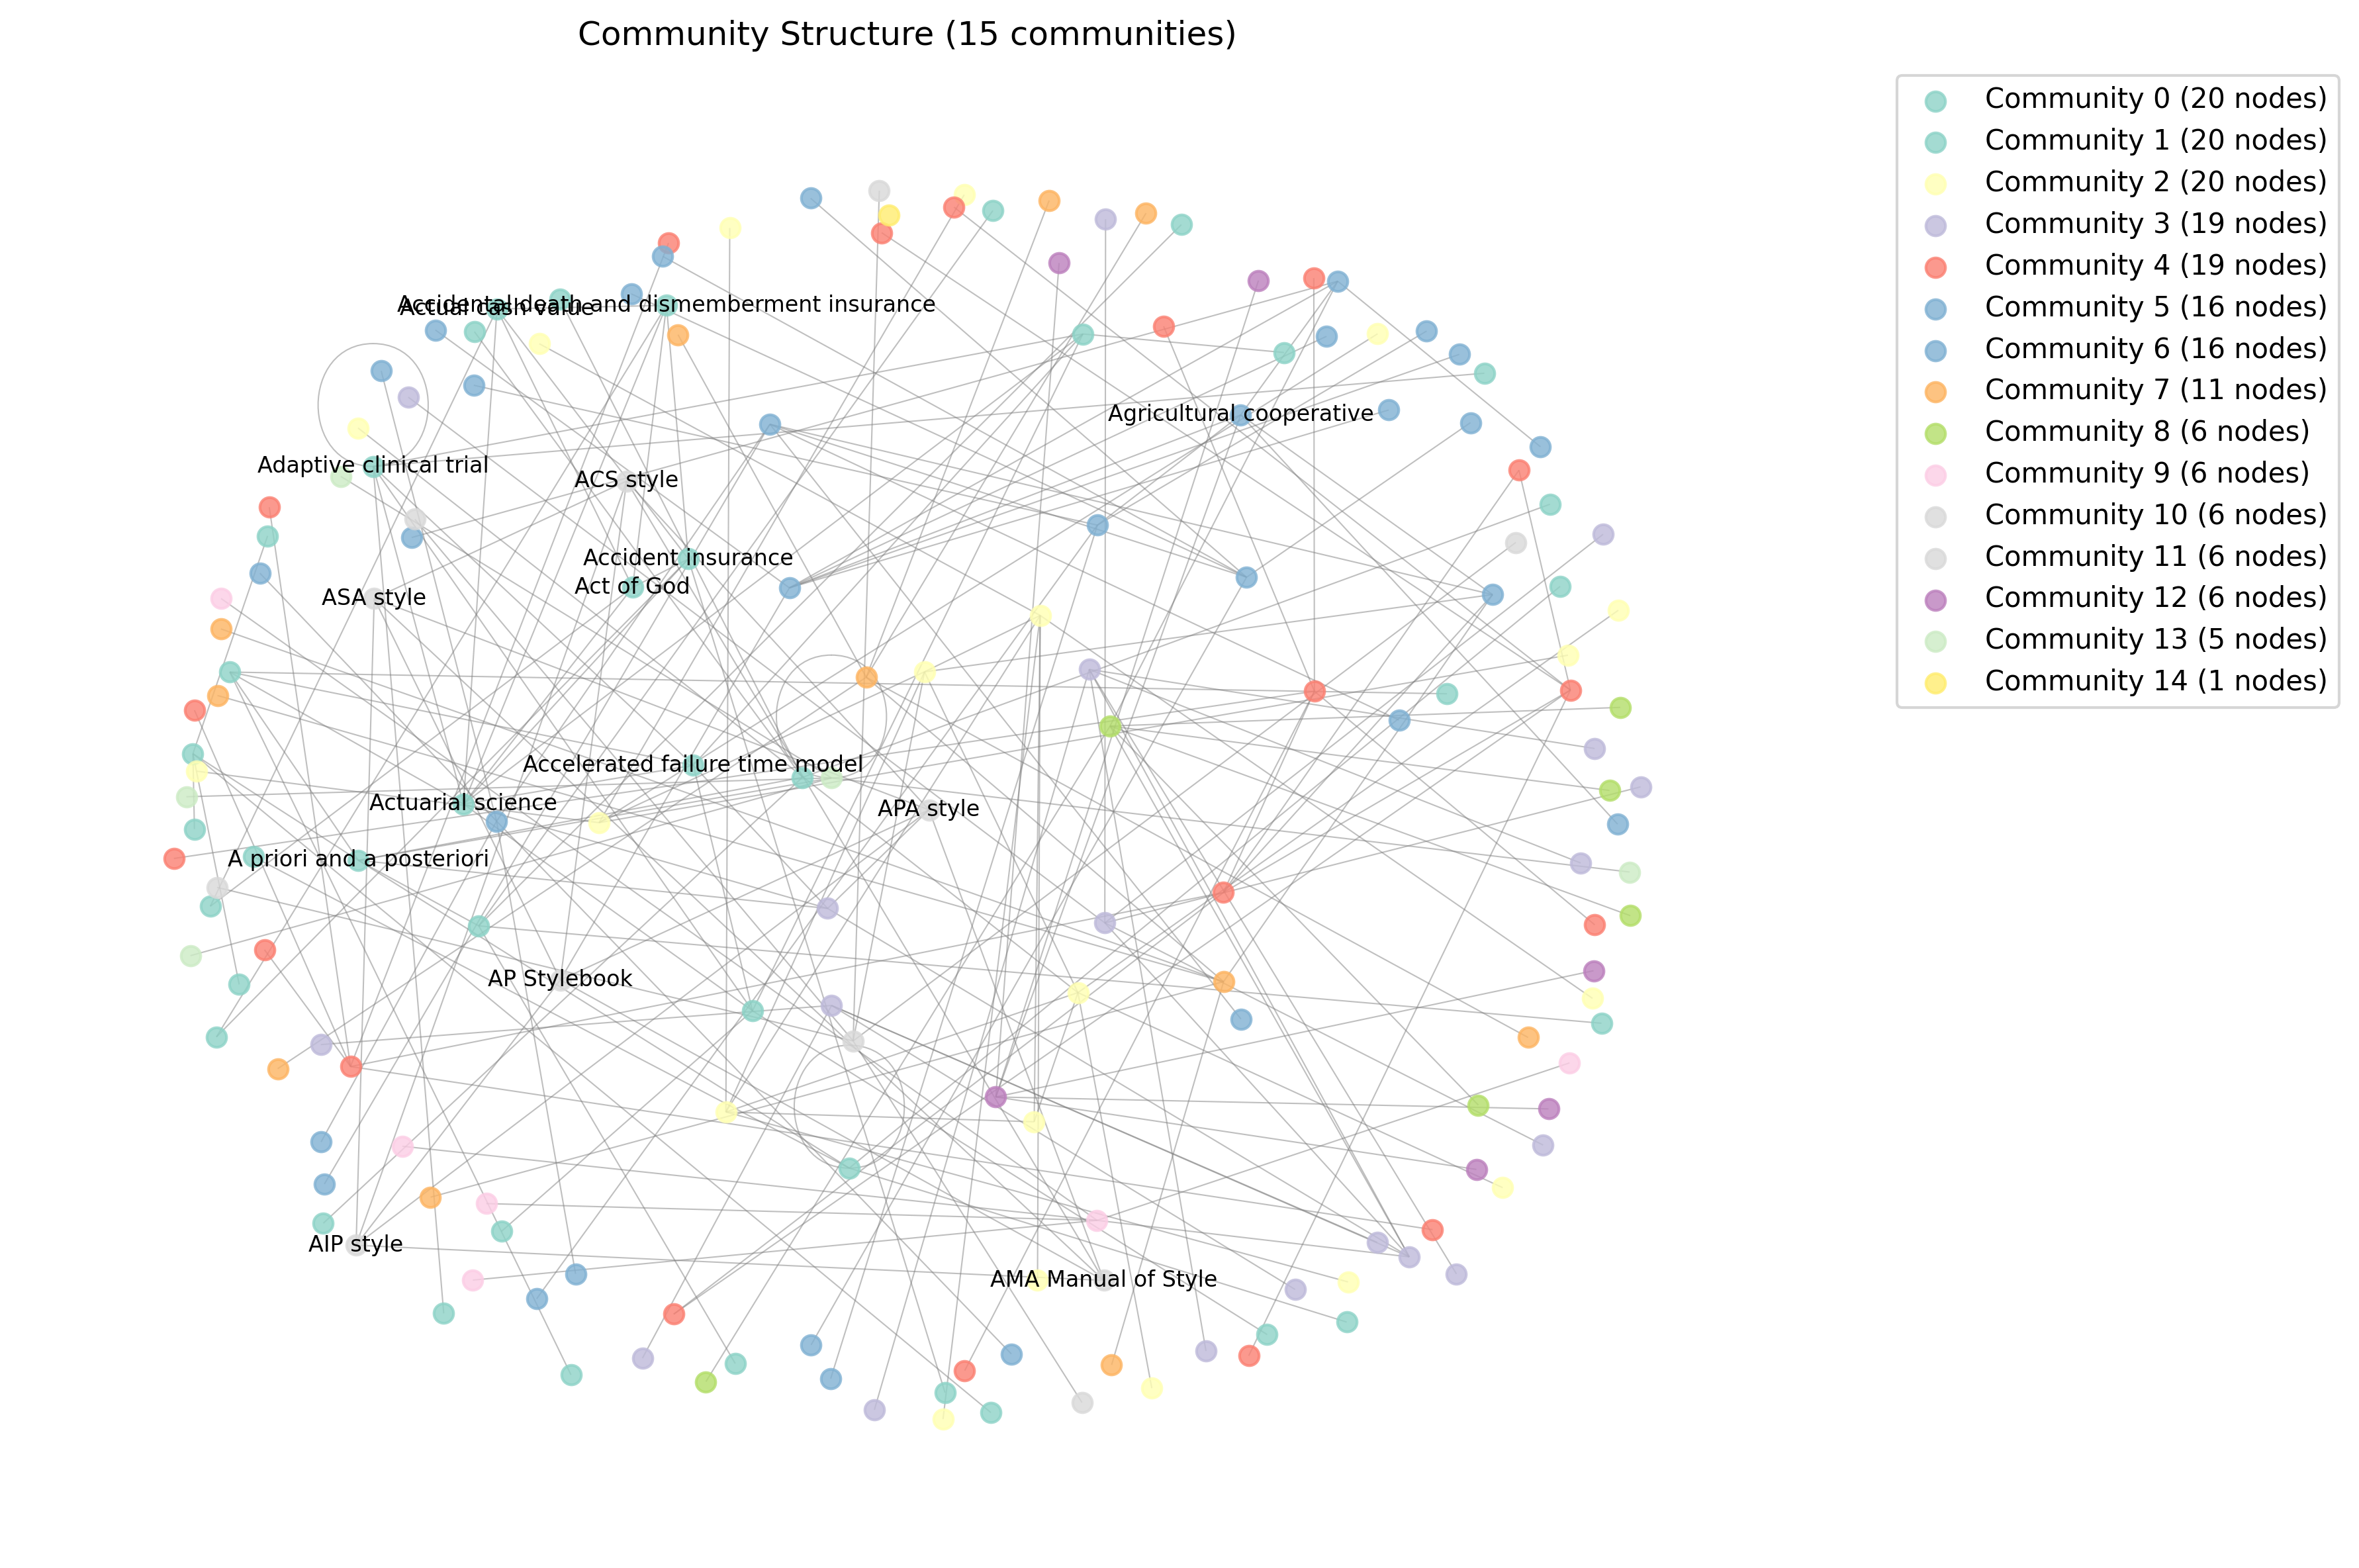 Community Structure (15 communities)
Community 0 (20 nodes)
Community 1 (20 nodes)
Community 2 (20 nodes)
Community 3 (19 nodes)
Community 4 (19 nodes)
Community 5 (16 nodes)
Community 6 (16 nodes)
Community 7 (11 nodes)
Community 8 (6 nodes)
Community 9 (6 nodes)
Community 10 (6 nodes)
Community 11 (6 nodes)
Community 12 (6 nodes)
Community 13 (5 nodes)
Community 14 (1 nodes)
Accidental death and dismemberment insurance
Actual cash value
Agricultural cooperative
Adaptive clinical trial
ACS style
Accident insurance
Act of God
ASA style
Accelerated failure time model
Actuarial science
APA style
A priori and a posteriori
AP Stylebook
AIP style
AMA Manual of Style